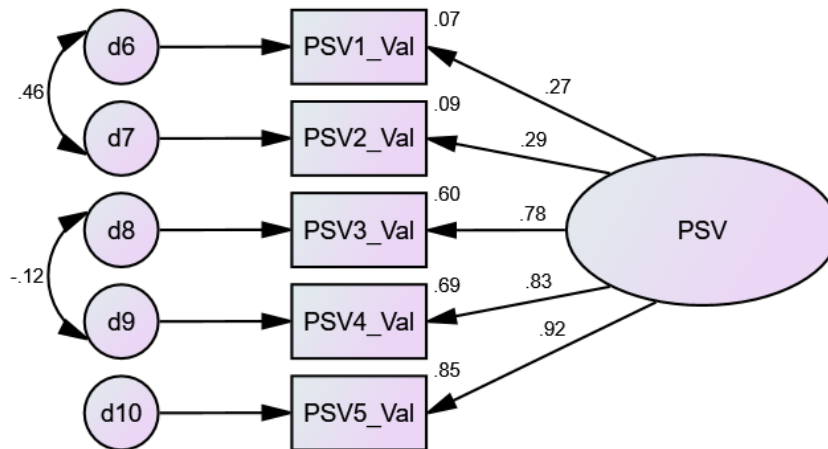 d6
PSV1_Val
.07
.27
.46
d7
PSV2_Val
.09
.29
d8
PSV3_Val
.60
.78
PSV
-.12
d9
PSV4_Val
.69
.83
d10
PSV5_Val
.85
.92